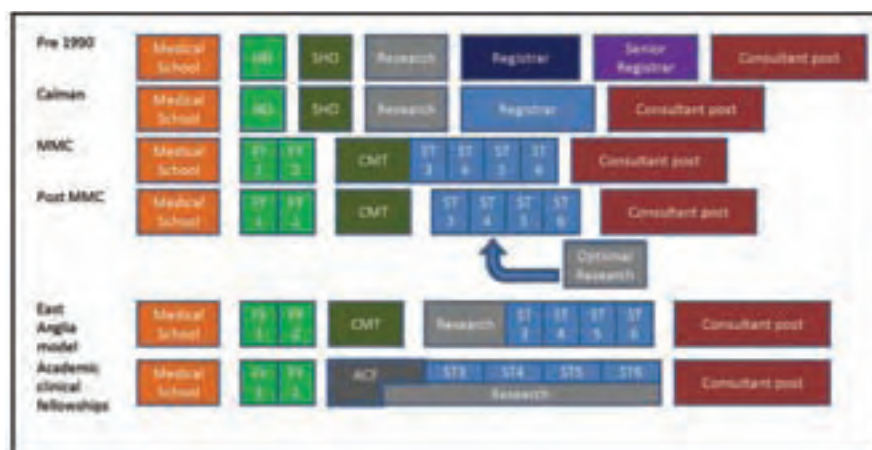 Pre 1990 Medical School HO SHO Research Registrar Senior Registrar Consultant post
Calman Medical School HO SHO Research Registrar Consultant post
MMC Medical School FY 1 FY 2 CMT ST 3 ST 4 ST 5 ST 6 Consultant post
Post MMC Medical School FY 1 FY 2 CMT ST 3 ST 4 ST 5 ST 6 Consultant post
Optional Research
East Anglia model Medical School FY 1 FY 2 CMT Research ST 3 ST 4 ST 5 ST 6 Consultant post
Academic clinical fellowships Medical School FY 1 FY 2 ACF ST3 ST4 ST5 ST6 Consultant post
Research